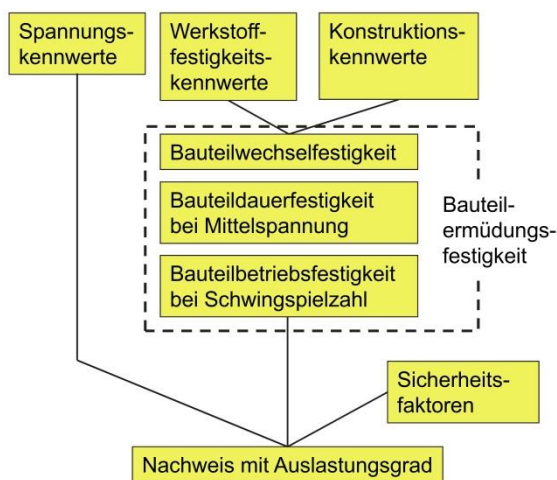 Spannungs-
kennwerte
Werkstoff
festigkeits-
kennwerte
Konstruktions-
kennwerte
Bauteilwechselfestigkeit
Bauteildauerfestigkeit
bei Mittelspannung
Bauteilbetriebsfestigkeit
bei Schwingspielzahl
Bauteil-
ermüdungs-
festigkeit
Sicherheits-
faktoren
Nachweis mit Auslastungsgrad